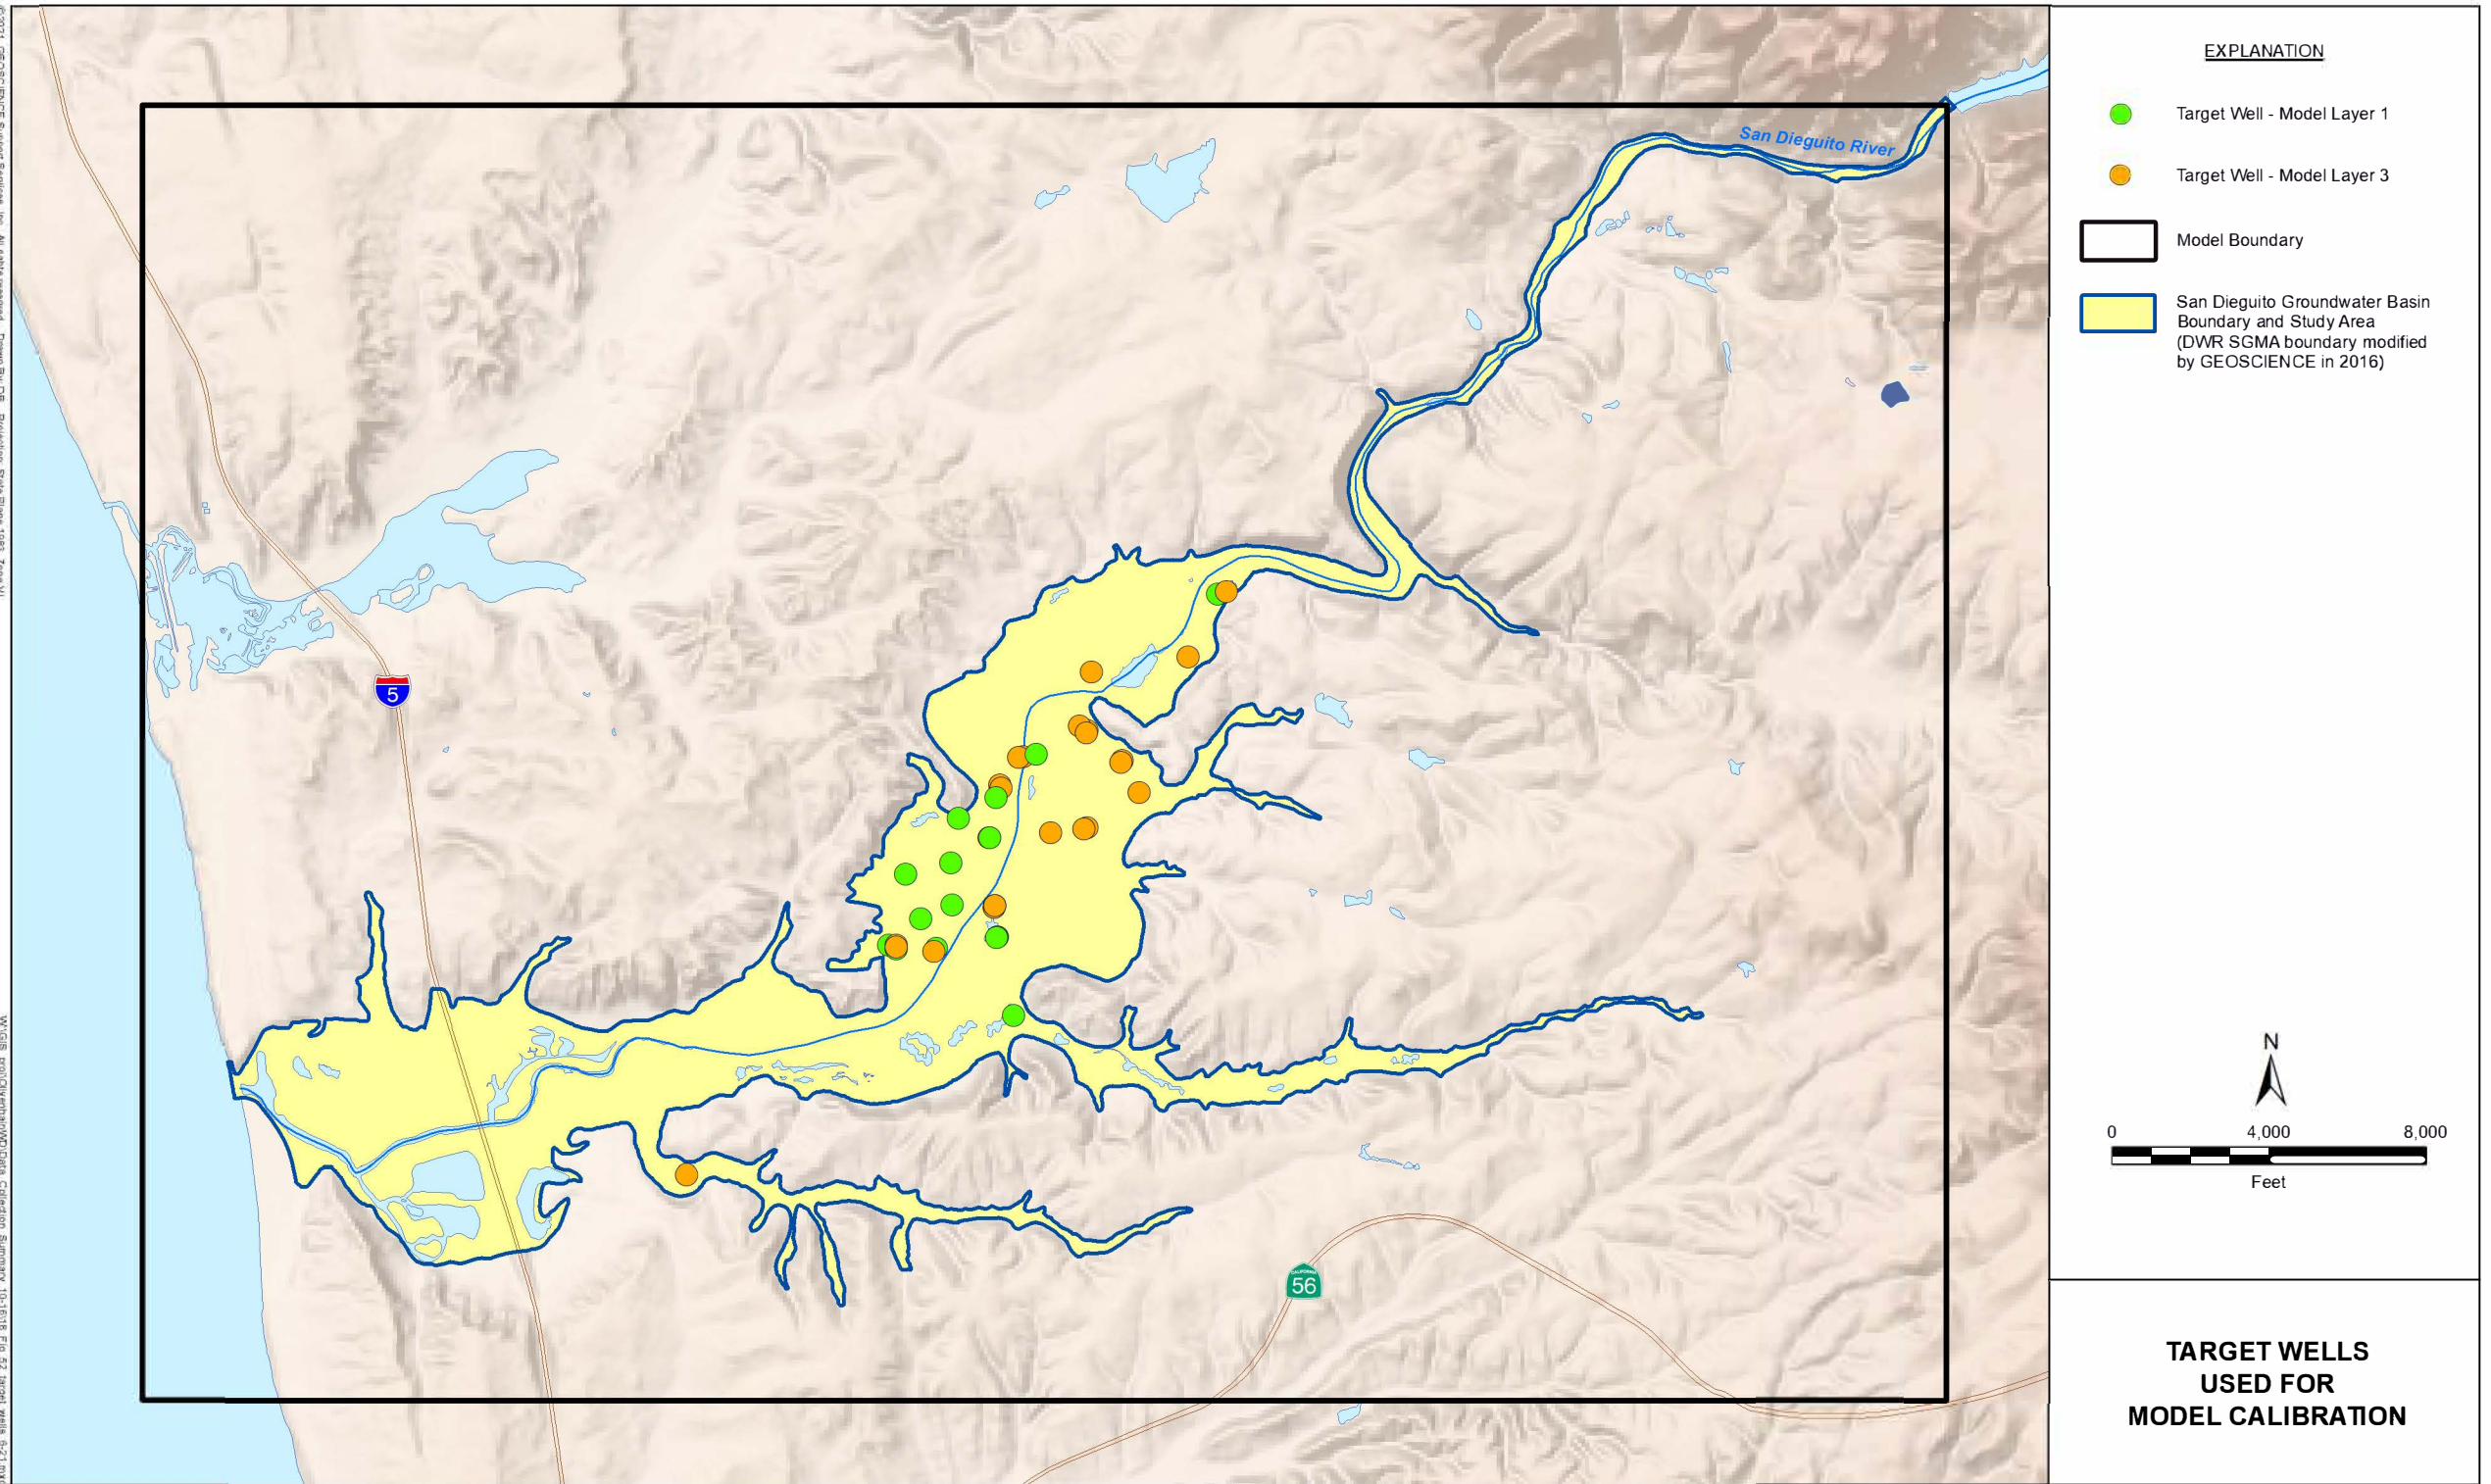 EXPLANATION
Target Well - Model Layer 1
Target Well - Model Layer 3
Model Boundary
San Dieguito Groundwater Basin
Boundary and Study Area
(DWR SGMA boundary modified
by GEOSCIENCE in 2016)
San Dieguito River
5
CALIFORNIA
56
N
0 4,000 8,000
Feet
TARGET WELLS
USED FOR
MODEL CALIBRATION